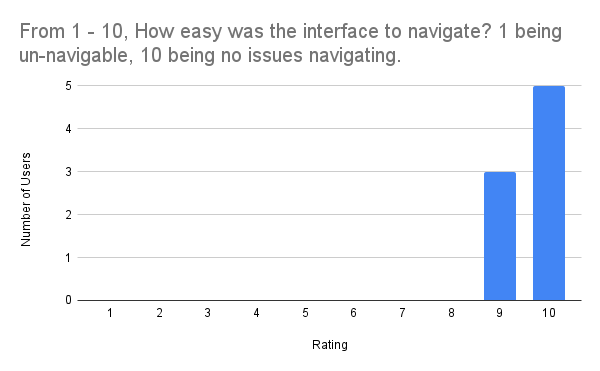 From 1 - 10, How easy was the interface to navigate? 1 being
un-navigable, 10 being no issues navigating.
5
4
3
2
1
0
Number of Users
1 2 3 4 5 6 7 8 9 10
Rating